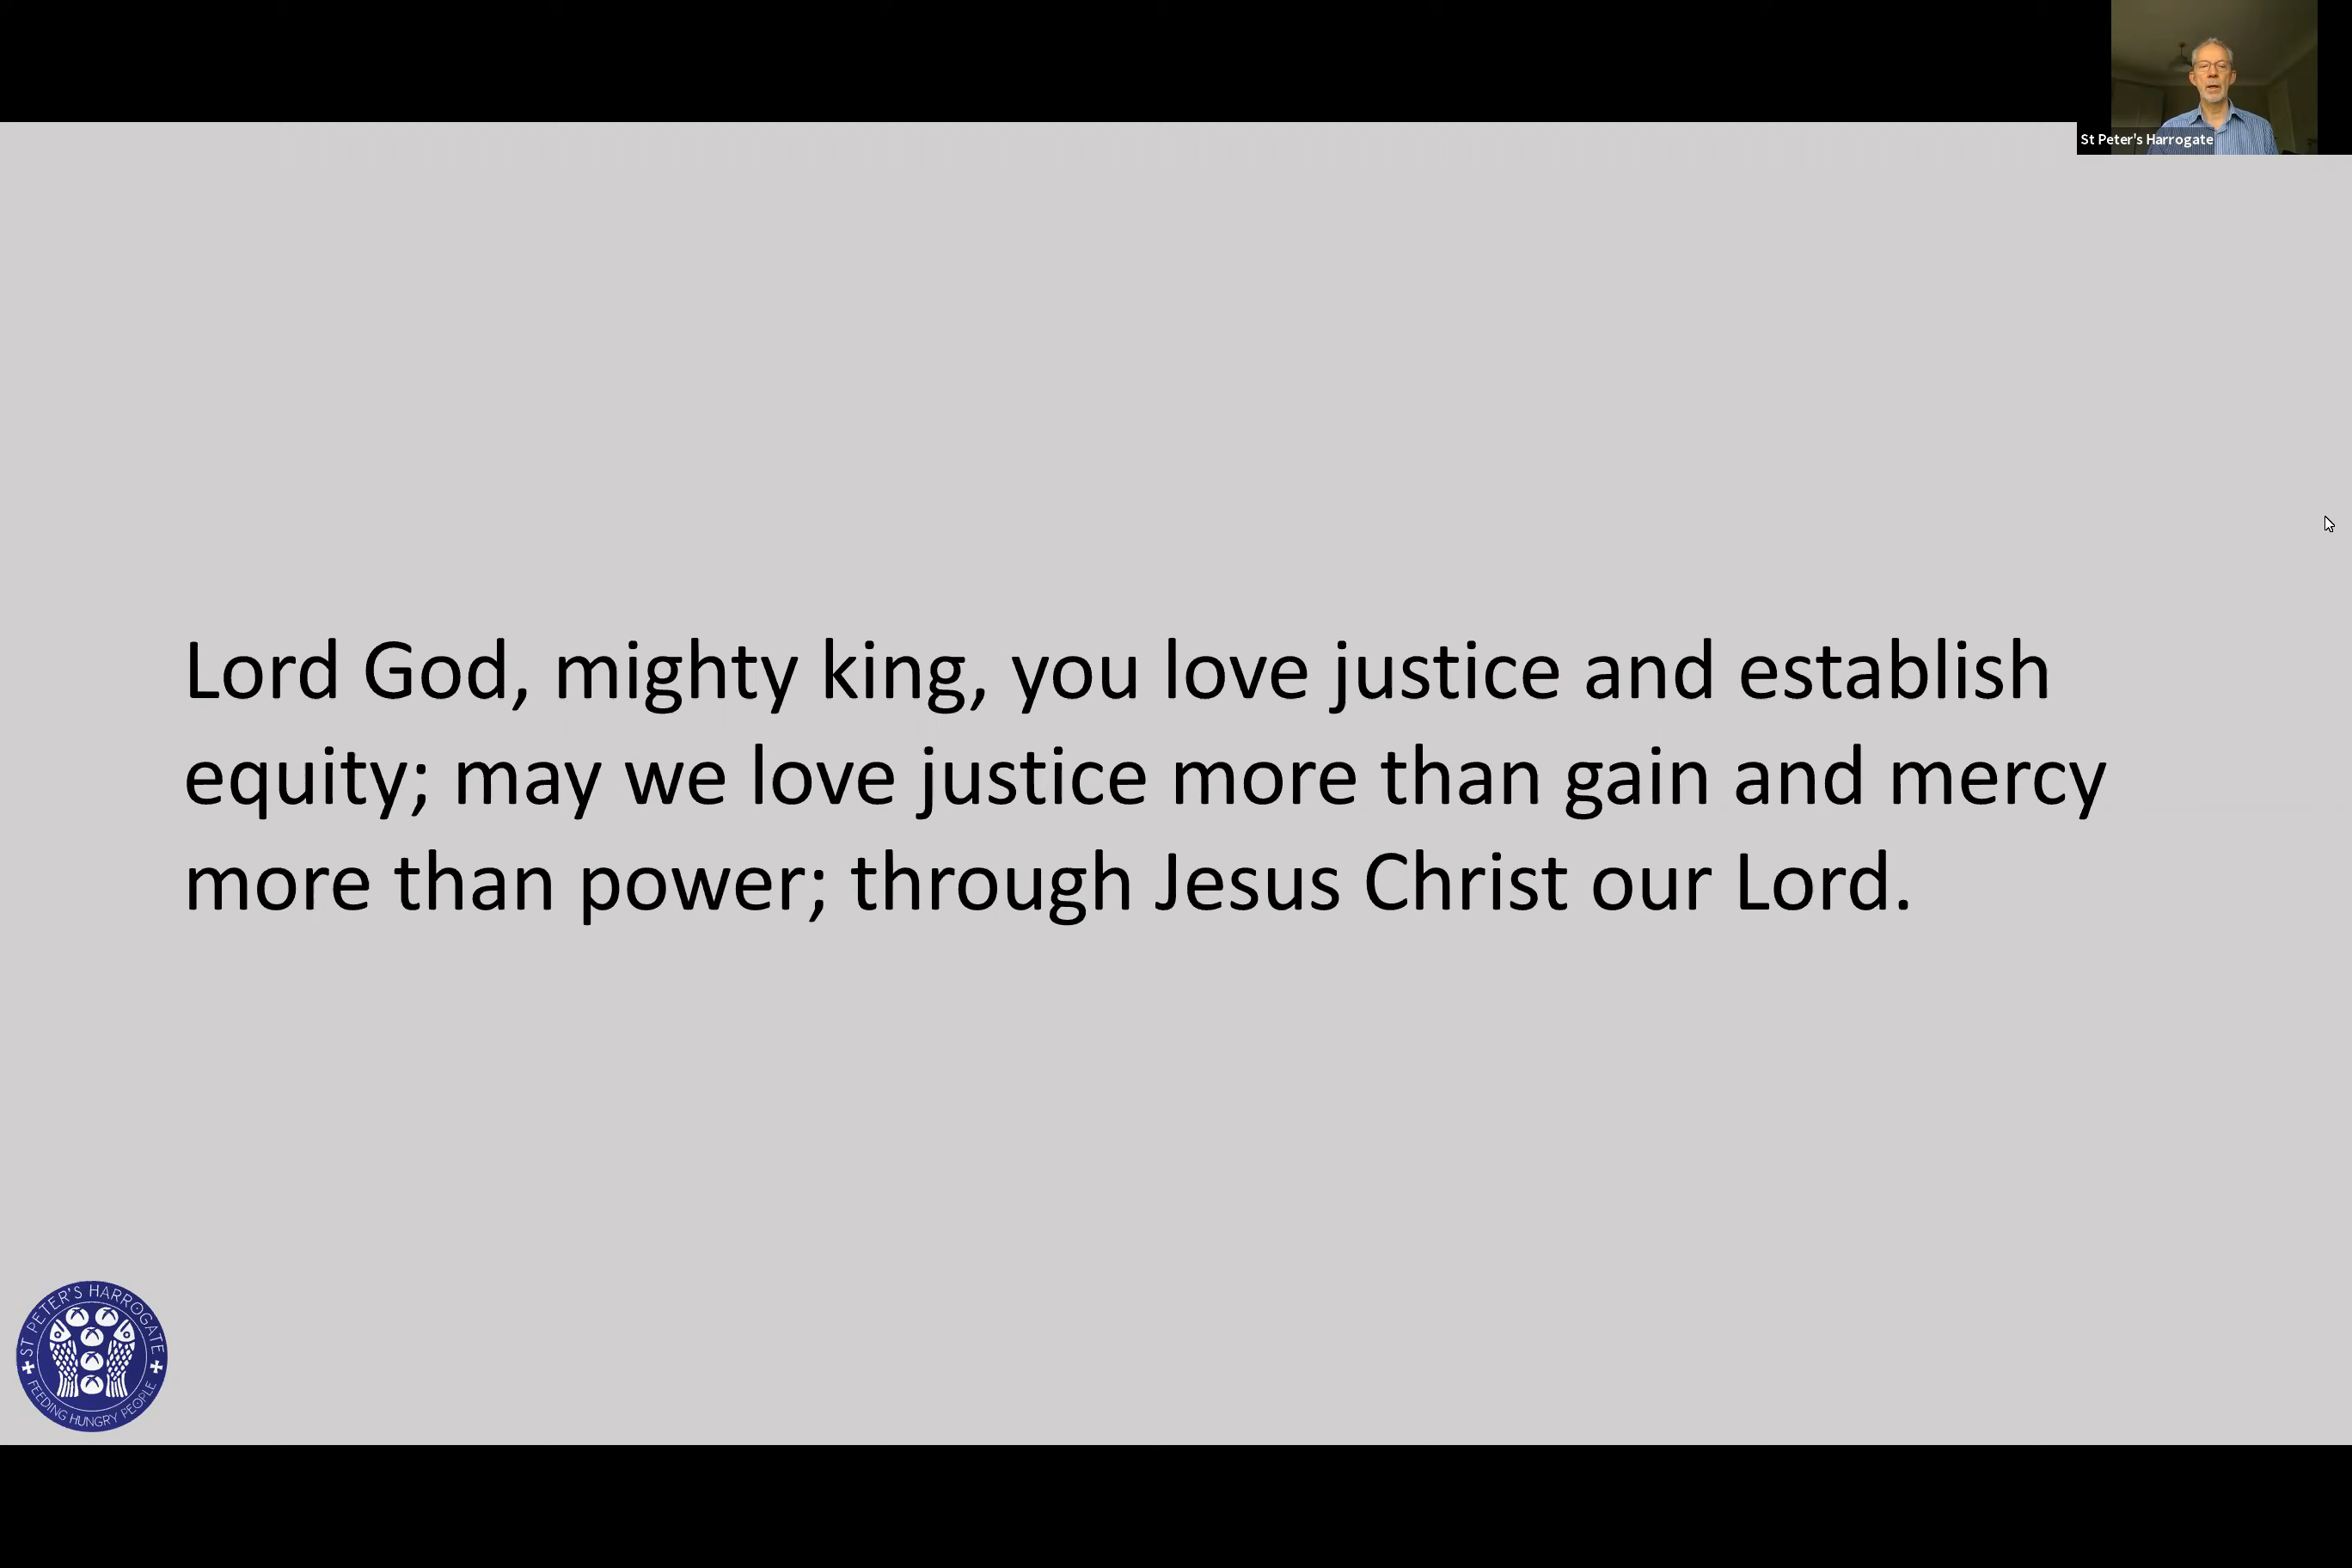 St Peter's Harrogate
Lord God, mighty king, you love justice and establish
equity; may we love justice more than gain and mercy
more than power; through Jesus Christ our Lord.
ST PETER'S HARROGATE
FEEDING HUNGRY PEOPLE